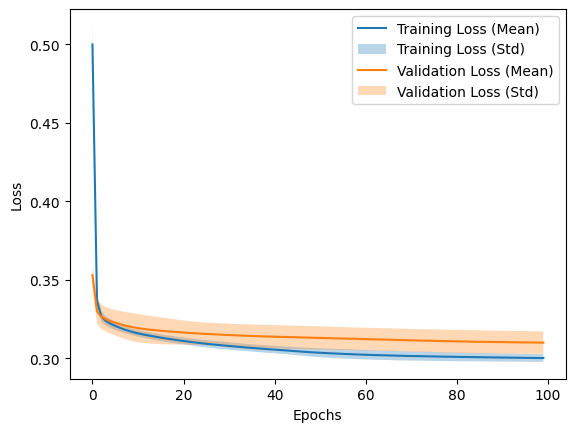 Training Loss (Mean)
Training Loss (Std)
Validation Loss (Mean)
Validation Loss (Std)
0.50
0.45
0.40
0.35
0.30
Loss
0 20 40 60 80 100
Epochs